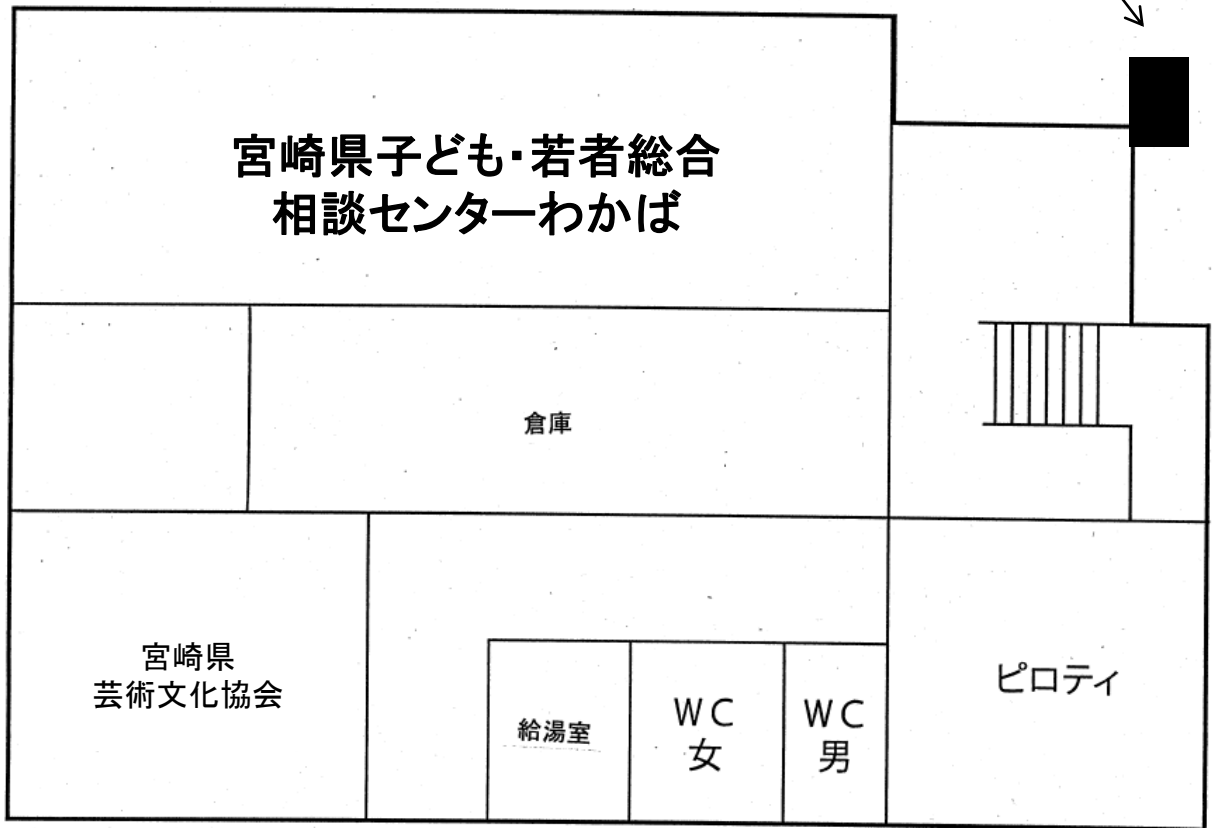 宮崎県子ども・若者総合
相談センターわかば
倉庫
宮崎県
芸術文化協会
給湯室
ＷＣ
女
ＷＣ
男
ピロティ